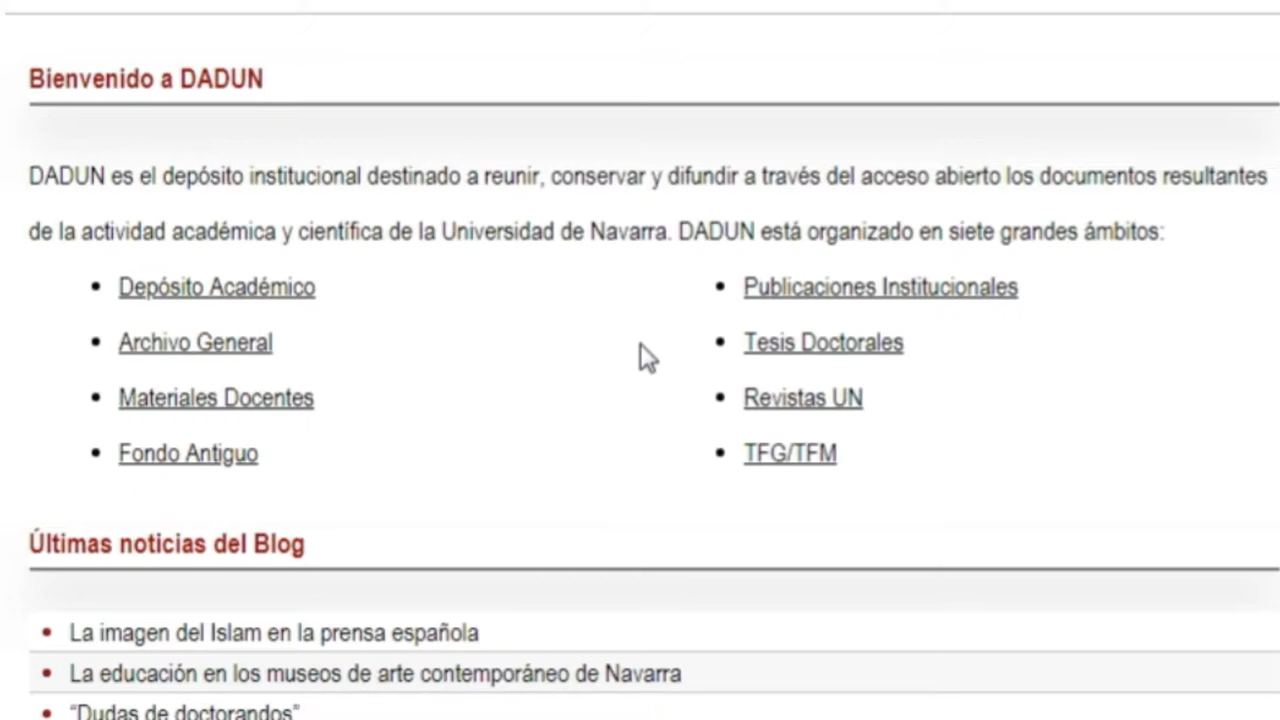 Bienvenido a DADUN
DADUN es el depósito institucional destinado a reunir, conservar y difundir a través del acceso abierto los documentos resultantes
de la actividad académica y científica de la Universidad de Navarra. DADUN está organizado en siete grandes ámbitos:
Depósito Académico
Archivo General
Materiales Docentes
Fondo Antiguo
Publicaciones Institucionales
Tesis Doctorales
Revistas UN
TFG/TFM
Últimas noticias del Blog
La imagen del Islam en la prensa española
La educación en los museos de arte contemporáneo de Navarra
“Dudas de doctorandos”